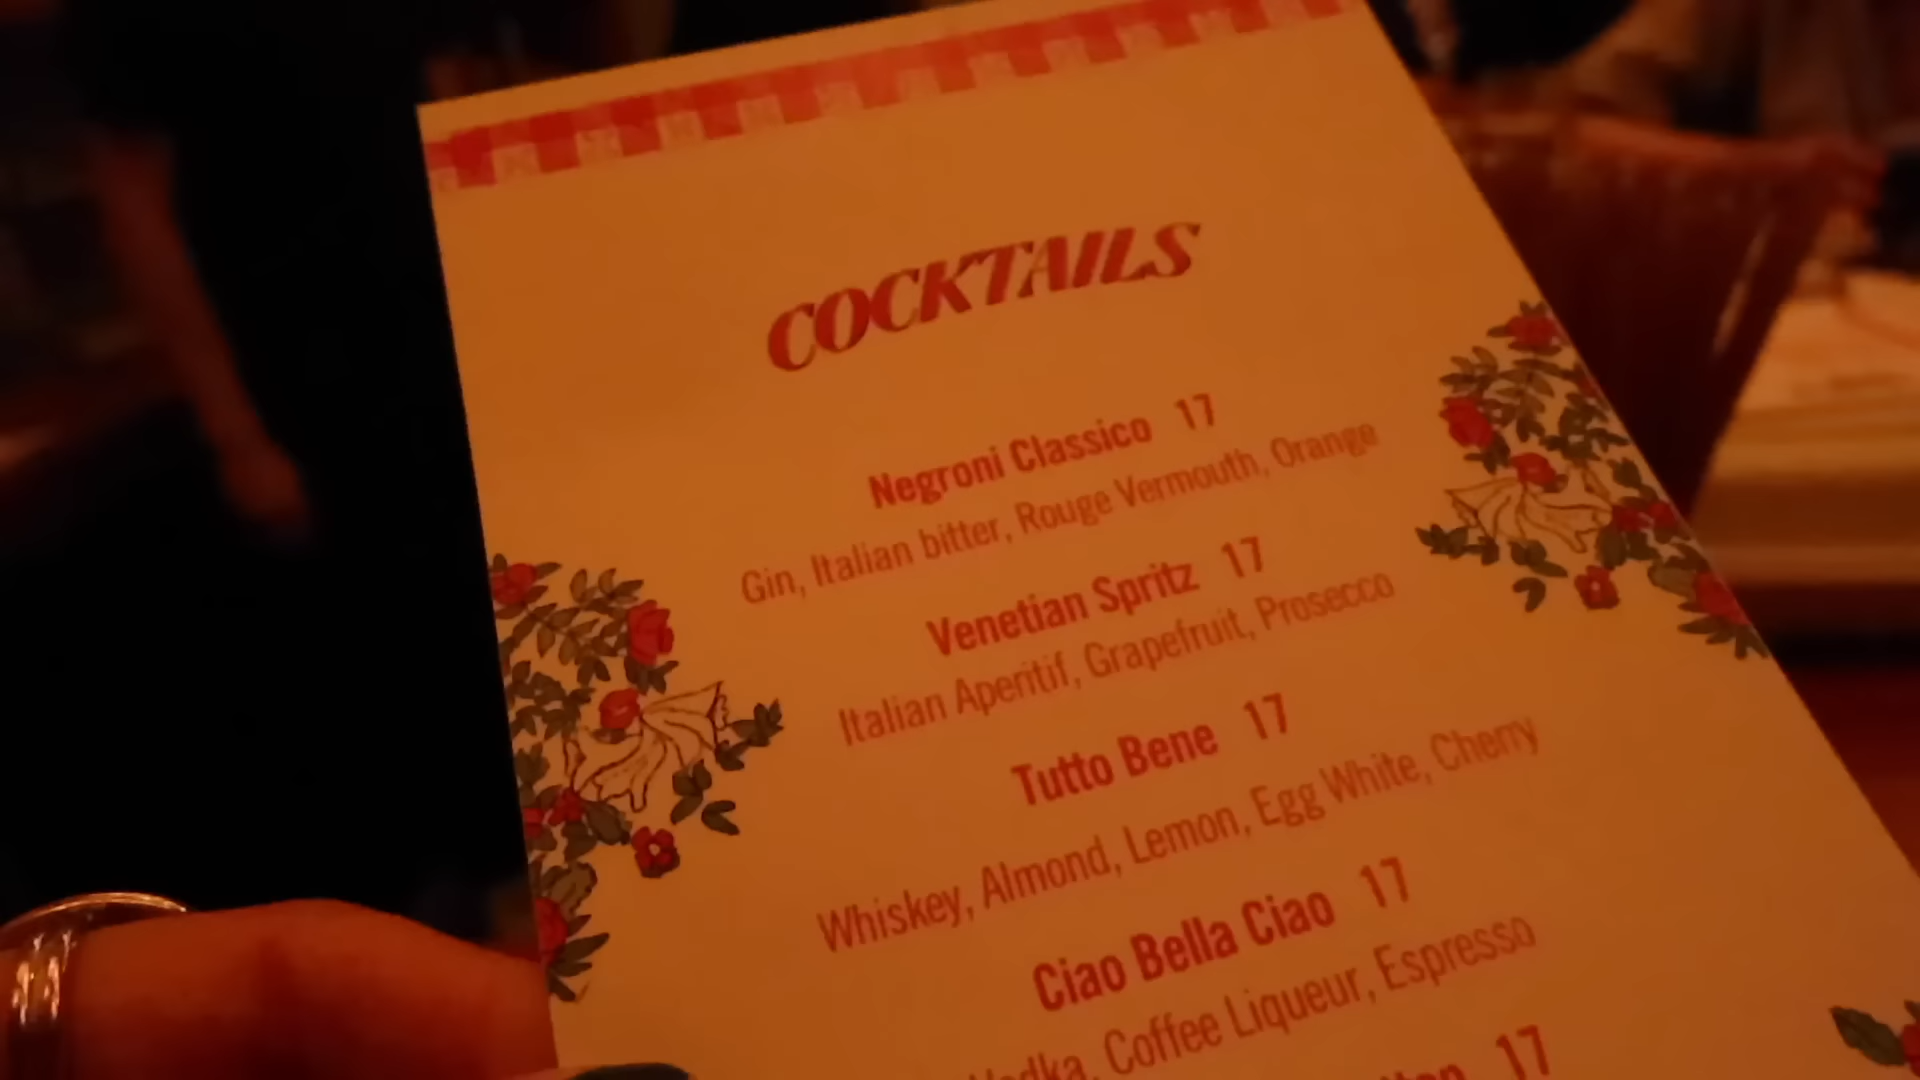 COCKTAILS
Negroni Classico 17
Gin, Italian bitter, Rouge Vermouth, Orange
Venetian Spritz 17
Italian Aperitif, Grapefruit, Prosecco
Tutto Bene 17
Whiskey, Almond, Lemon, Egg White, Cherry
Ciao Bella Ciao 17
Vodka, Coffee Liqueur, Espresso
17